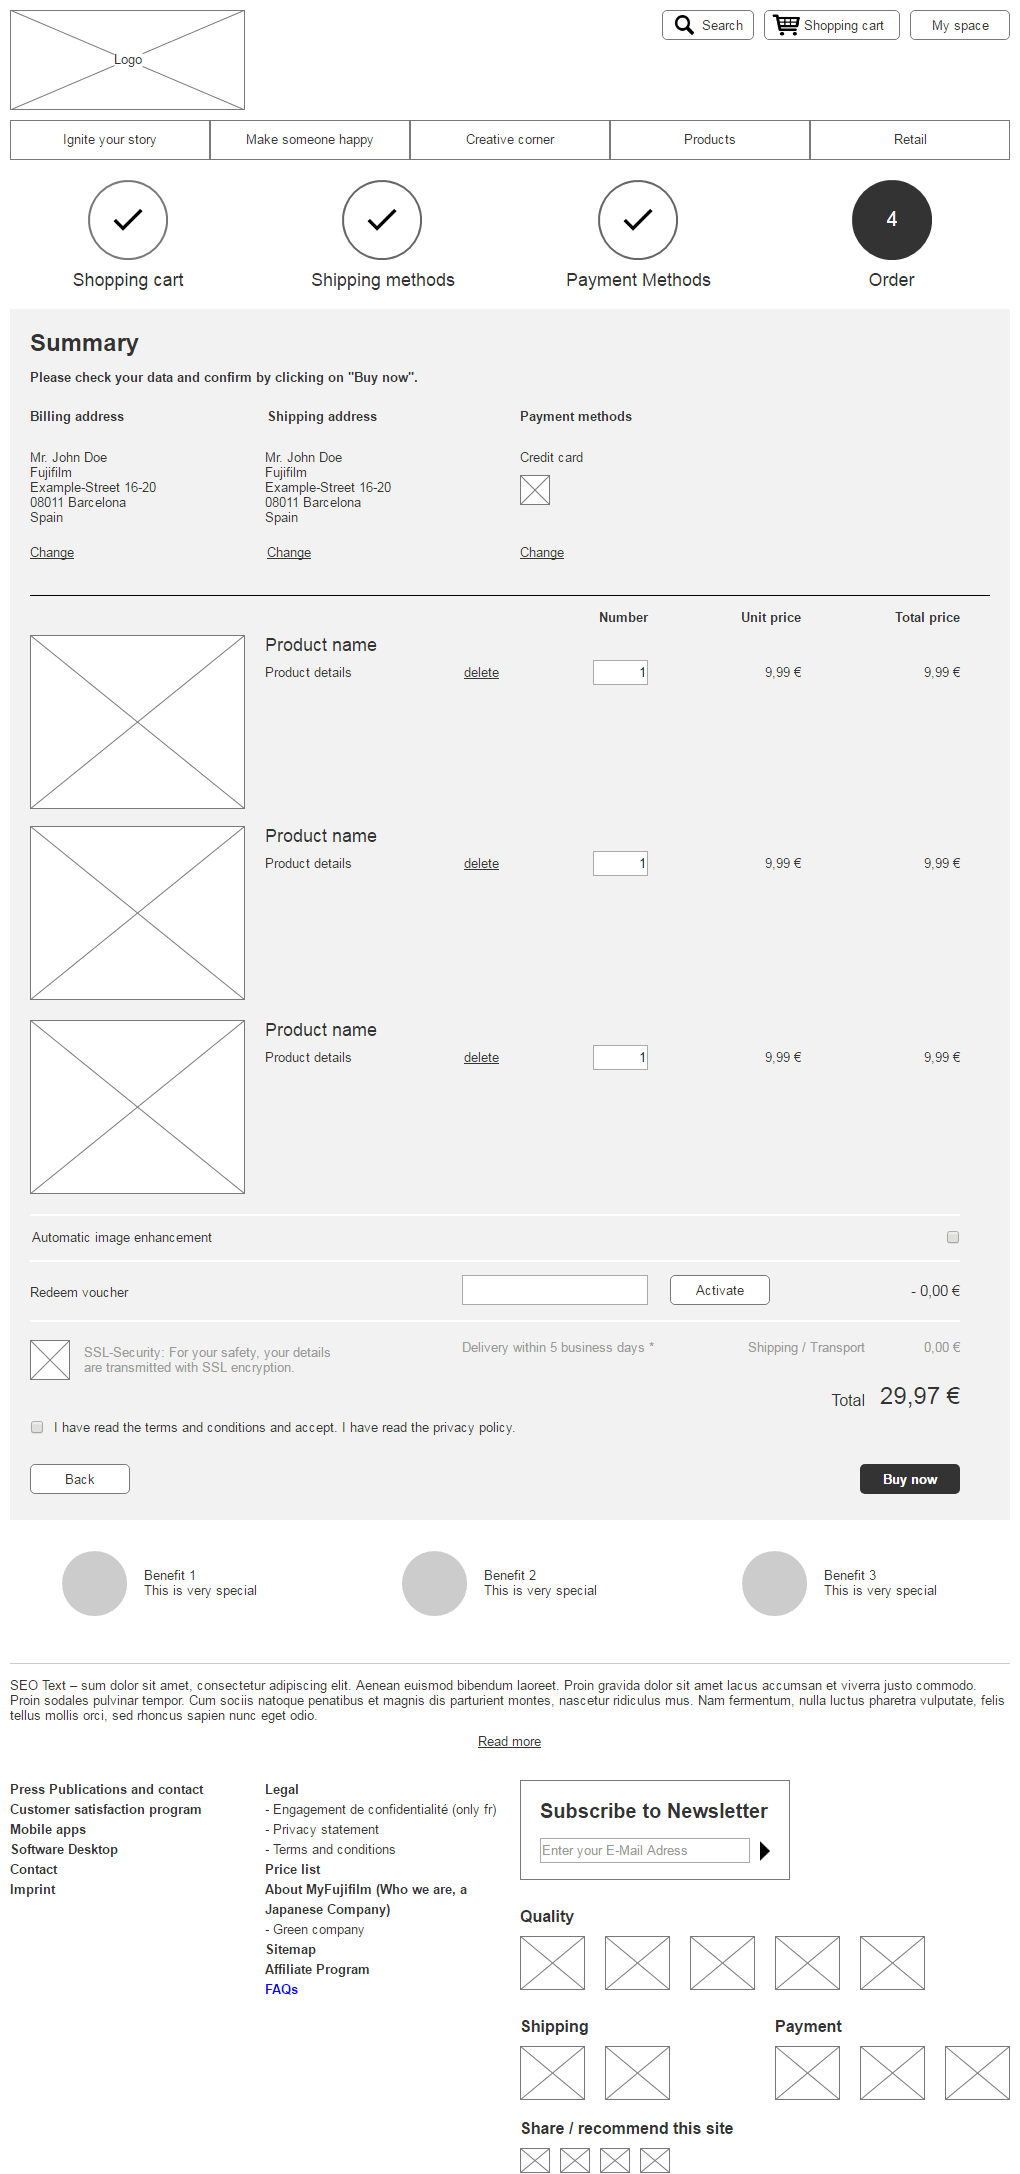 Logo
Search
Shopping cart
My space
Ignite your story
Make someone happy
Creative corner
Products
Retail
4
Shopping cart
Shipping methods
Payment Methods
Order
Summary
Please check your data and confirm by clicking on "Buy now".
Billing address
Shipping address
Payment methods
Mr. John Doe
Fujifilm
Example-Street 16-20
08011 Barcelona
Spain
Change
Mr. John Doe
Fujifilm
Example-Street 16-20
08011 Barcelona
Spain
Change
Credit card
Change
Number
Unit price
Total price
Product name
Product details
delete
1
9,99 €
9,99 €
Product name
Product details
delete
1
9,99 €
9,99 €
Product name
Product details
delete
1
9,99 €
9,99 €
Automatic image enhancement
Redeem voucher
Activate
- 0,00 €
SSL-Security: For your safety, your details
are transmitted with SSL encryption.
Delivery within 5 business days *
Shipping / Transport
0,00 €
Total
29,97 €
I have read the terms and conditions and accept. I have read the privacy policy.
Back
Buy now
Benefit 1
This is very special
Benefit 2
This is very special
Benefit 3
This is very special
SEO Text – sum dolor sit amet, consectetur adipiscing elit. Aenean euismod bibendum laoreet. Proin gravida dolor sit amet lacus accumsan et viverra justo commodo.
Proin sodales pulvinar tempor. Cum sociis natoque penatibus et magnis dis parturient montes, nascetur ridiculus mus. Nam fermentum, nulla luctus pharetra vulputate, felis
tellus mollis orci, sed rhoncus sapien nunc eget odio.
Read more
Press Publications and contact
Customer satisfaction program
Mobile apps
Software Desktop
Contact
Imprint
Legal
- Engagement de confidentialité (only fr)
- Privacy statement
- Terms and conditions
Price list
About MyFujifilm (Who we are, a
Japanese Company)
- Green company
Sitemap
Affiliate Program
FAQs
Subscribe to Newsletter
Enter your E-Mail Adress
Quality
Shipping
Payment
Share / recommend this site